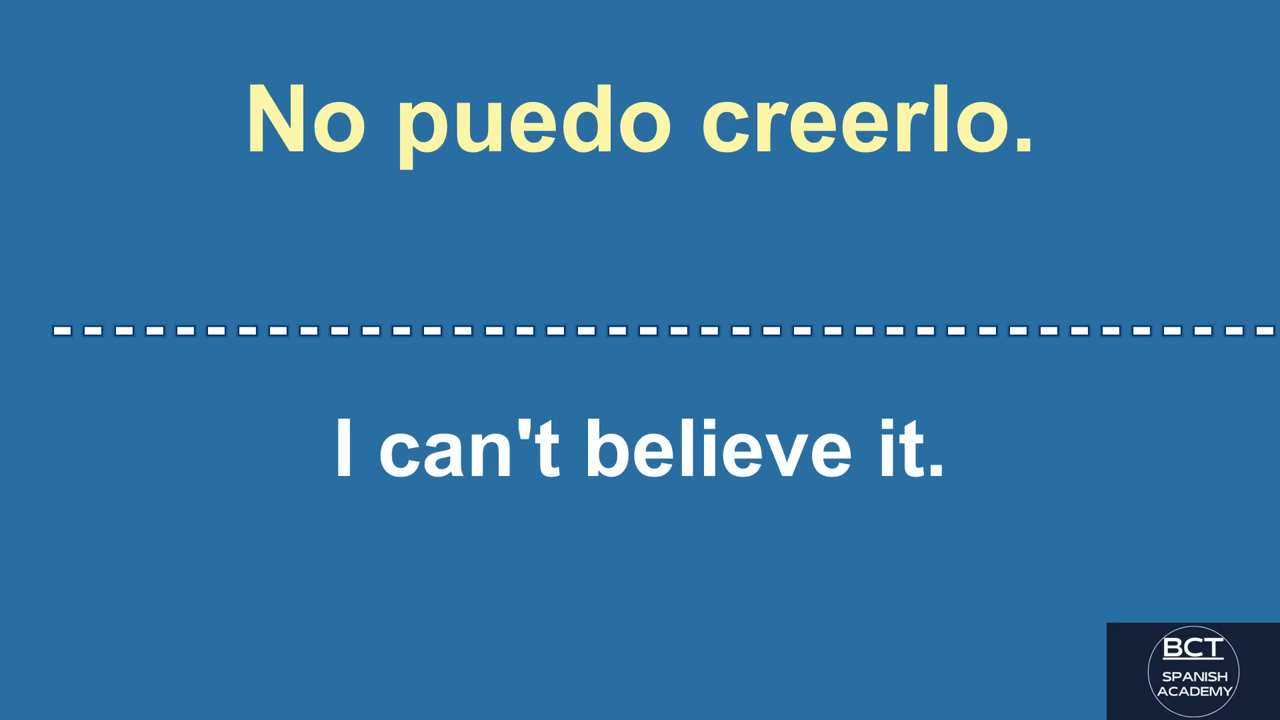 No puedo creerlo.
I can't believe it.
BCT
SPANISH
ACADEMY